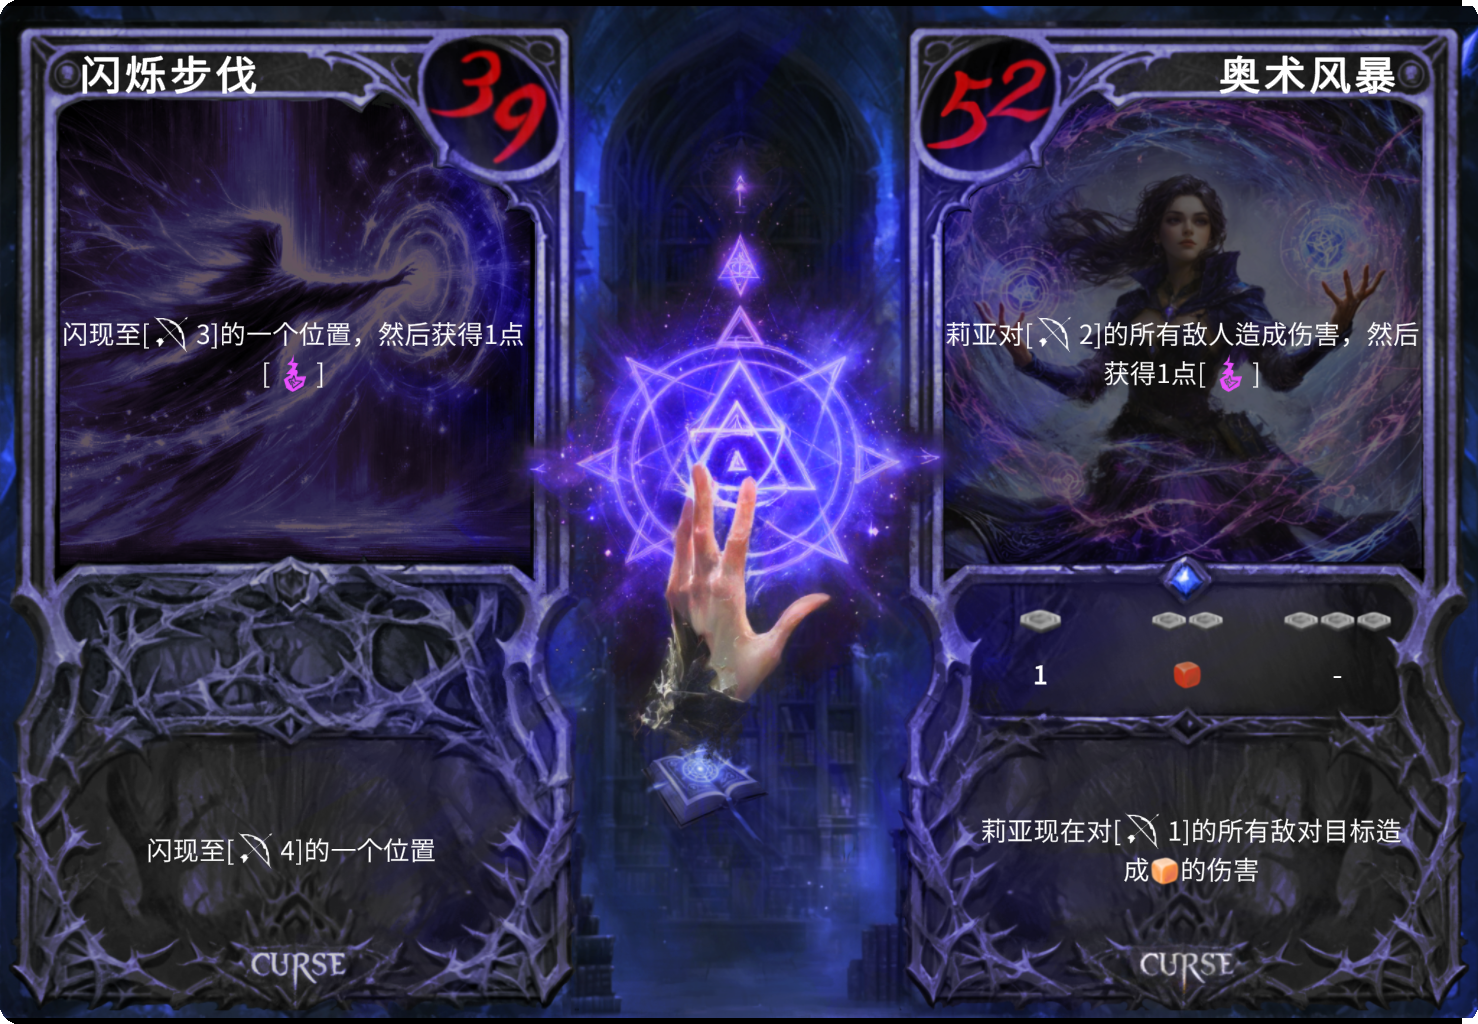 闪烁步伐
39
闪现至[ 3]的一个位置，然后获得1点
[ ]
闪现至[ 4]的一个位置
CURSE
52
奥术风暴
莉亚对[ 2]的所有敌人造成伤害，然后
获得1点[ ]
1
-
莉亚现在对[ 1]的所有敌对目标造
成 的伤害
CURSE